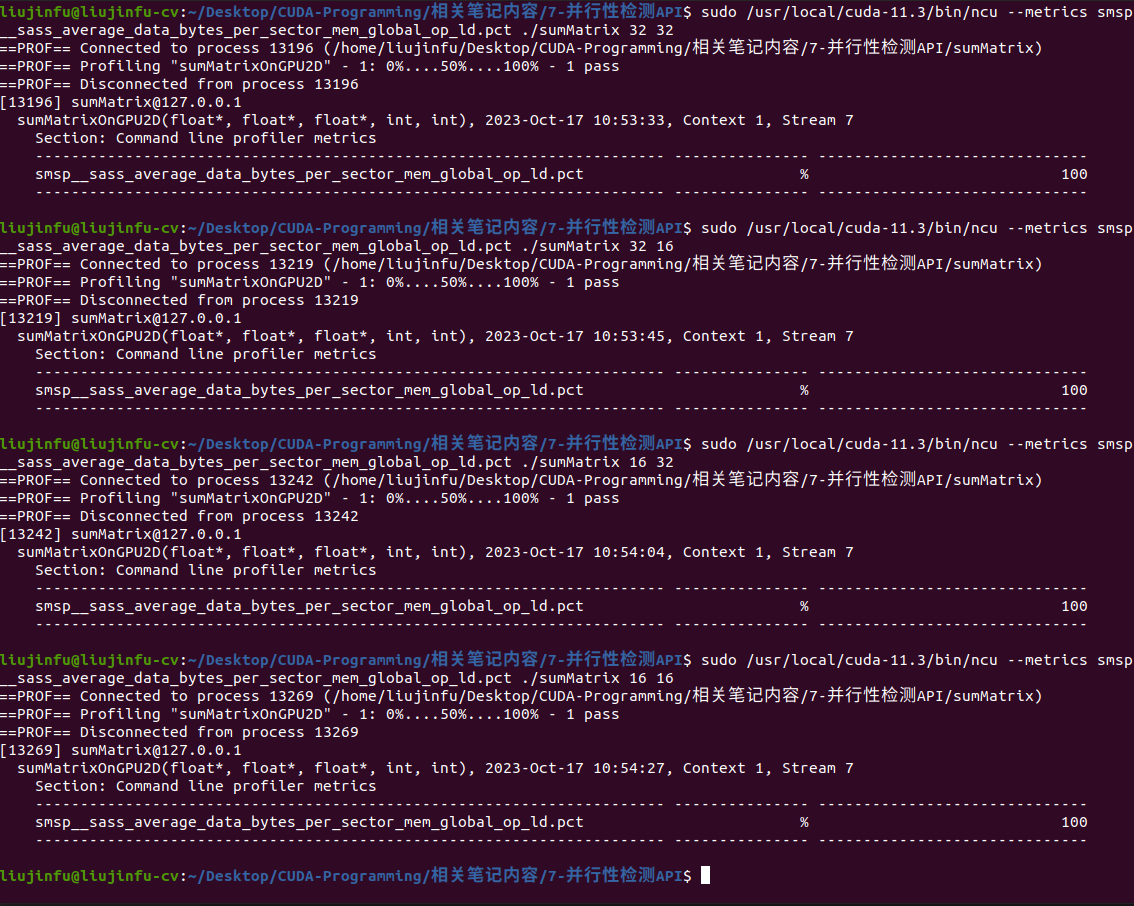 liujinfu@liujinfu-cv:~/Desktop/CUDA-Programming/相关笔记内容/7-并行性检测API$ sudo /usr/local/cuda-11.3/bin/ncu --metrics smsp
__sass_average_data_bytes_per_sector_mem_global_op_ld.pct ./sumMatrix 32 32
==PROF== Connected to process 13196 (/home/liujinfu/Desktop/CUDA-Programming/相关笔记内容/7-并行性检测API/sumMatrix)
==PROF== Profiling "sumMatrixOnGPU2D" - 1: 0%....50%....100% - 1 pass
==PROF== Disconnected from process 13196
[13196] sumMatrix@127.0.0.1
  sumMatrixOnGPU2D(float*, float*, float*, int, int), 2023-Oct-17 10:53:33, Context 1, Stream 7
    Section: Command line profiler metrics
    ---------------------------------------------------------------------- --------------- ------------------------------
    smsp__sass_average_data_bytes_per_sector_mem_global_op_ld.pct                        %                            100
    ---------------------------------------------------------------------- --------------- ------------------------------
liujinfu@liujinfu-cv:~/Desktop/CUDA-Programming/相关笔记内容/7-并行性检测API$ sudo /usr/local/cuda-11.3/bin/ncu --metrics smsp
__sass_average_data_bytes_per_sector_mem_global_op_ld.pct ./sumMatrix 32 16
==PROF== Connected to process 13219 (/home/liujinfu/Desktop/CUDA-Programming/相关笔记内容/7-并行性检测API/sumMatrix)
==PROF== Profiling "sumMatrixOnGPU2D" - 1: 0%....50%....100% - 1 pass
==PROF== Disconnected from process 13219
[13219] sumMatrix@127.0.0.1
  sumMatrixOnGPU2D(float*, float*, float*, int, int), 2023-Oct-17 10:53:45, Context 1, Stream 7
    Section: Command line profiler metrics
    ---------------------------------------------------------------------- --------------- ------------------------------
    smsp__sass_average_data_bytes_per_sector_mem_global_op_ld.pct                        %                            100
    ---------------------------------------------------------------------- --------------- ------------------------------
liujinfu@liujinfu-cv:~/Desktop/CUDA-Programming/相关笔记内容/7-并行性检测API$ sudo /usr/local/cuda-11.3/bin/ncu --metrics smsp
__sass_average_data_bytes_per_sector_mem_global_op_ld.pct ./sumMatrix 16 32
==PROF== Connected to process 13242 (/home/liujinfu/Desktop/CUDA-Programming/相关笔记内容/7-并行性检测API/sumMatrix)
==PROF== Profiling "sumMatrixOnGPU2D" - 1: 0%....50%....100% - 1 pass
==PROF== Disconnected from process 13242
[13242] sumMatrix@127.0.0.1
  sumMatrixOnGPU2D(float*, float*, float*, int, int), 2023-Oct-17 10:54:04, Context 1, Stream 7
    Section: Command line profiler metrics
    ---------------------------------------------------------------------- --------------- ------------------------------
    smsp__sass_average_data_bytes_per_sector_mem_global_op_ld.pct                        %                            100
    ---------------------------------------------------------------------- --------------- ------------------------------
liujinfu@liujinfu-cv:~/Desktop/CUDA-Programming/相关笔记内容/7-并行性检测API$ sudo /usr/local/cuda-11.3/bin/ncu --metrics smsp
__sass_average_data_bytes_per_sector_mem_global_op_ld.pct ./sumMatrix 16 16
==PROF== Connected to process 13269 (/home/liujinfu/Desktop/CUDA-Programming/相关笔记内容/7-并行性检测API/sumMatrix)
==PROF== Profiling "sumMatrixOnGPU2D" - 1: 0%....50%....100% - 1 pass
==PROF== Disconnected from process 13269
[13269] sumMatrix@127.0.0.1
  sumMatrixOnGPU2D(float*, float*, float*, int, int), 2023-Oct-17 10:54:27, Context 1, Stream 7
    Section: Command line profiler metrics
    ---------------------------------------------------------------------- --------------- ------------------------------
    smsp__sass_average_data_bytes_per_sector_mem_global_op_ld.pct                        %                            100
    ---------------------------------------------------------------------- --------------- ------------------------------
liujinfu@liujinfu-cv:~/Desktop/CUDA-Programming/相关笔记内容/7-并行性检测API$